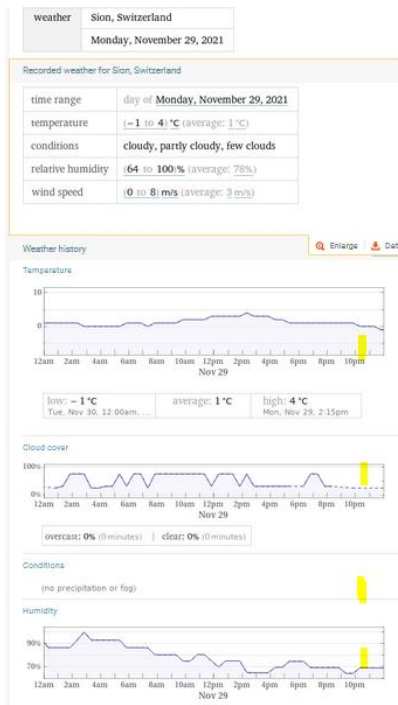 weather Sion, Switzerland
Monday, November 29, 2021
Recorded weather for Sion, Switzerland
time range day of Monday, November 29, 2021
temperature (−1 to 4) °C (average: 1 °C)
conditions cloudy, partly cloudy, few clouds
relative humidity (64 to 100)% (average: 78%)
wind speed (0 to 8) m/s (average: 3 m/s)
Weather history Enlarge Dat
Temperature
10
0
12am 2am 4am 6am 8am 10am 12pm 2pm 4pm 6pm 8pm 10pm
Nov 29
low: −1 °C average: 1 °C high: 4 °C
Tue, Nov 30, 12:00am, ... Mon, Nov 29, 2:15pm
Cloud cover
100%
0%
12am 2am 4am 6am 8am 10am 12pm 2pm 4pm 6pm 8pm 10pm
Nov 29
overcast: 0% (0 minutes) | clear: 0% (0 minutes)
Conditions
(no precipitation or fog)
Humidity
90%
70%
12am 2am 4am 6am 8am 10am 12pm 2pm 4pm 6pm 8pm 10pm
Nov 29